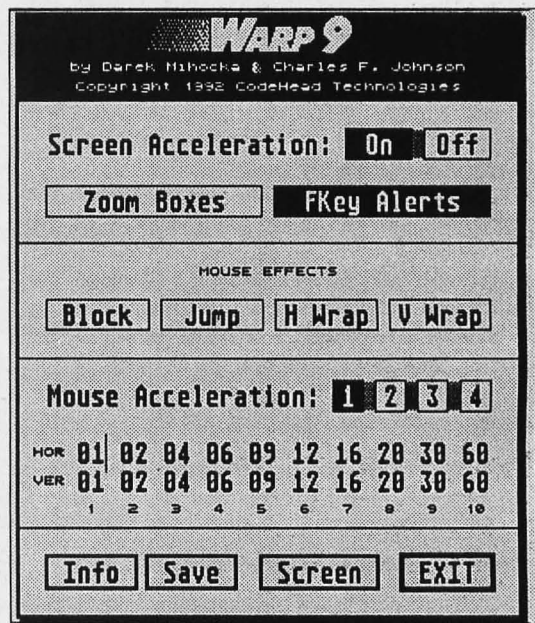 WARP 9
by Darek Mihocka & Charles F. Johnson
Copyright 1992 CodeHead Technologies
Screen Acceleration: On Off
Zoom Boxes FKey Alerts
MOUSE EFFECTS
Block Jump H Wrap V Wrap
Mouse Acceleration: 1 2 3 4
HOR 01 02 04 06 09 12 16 20 30 60
VER 01 02 04 06 09 12 16 20 30 60
1 2 3 4 5 6 7 8 9 10
Info Save Screen EXIT